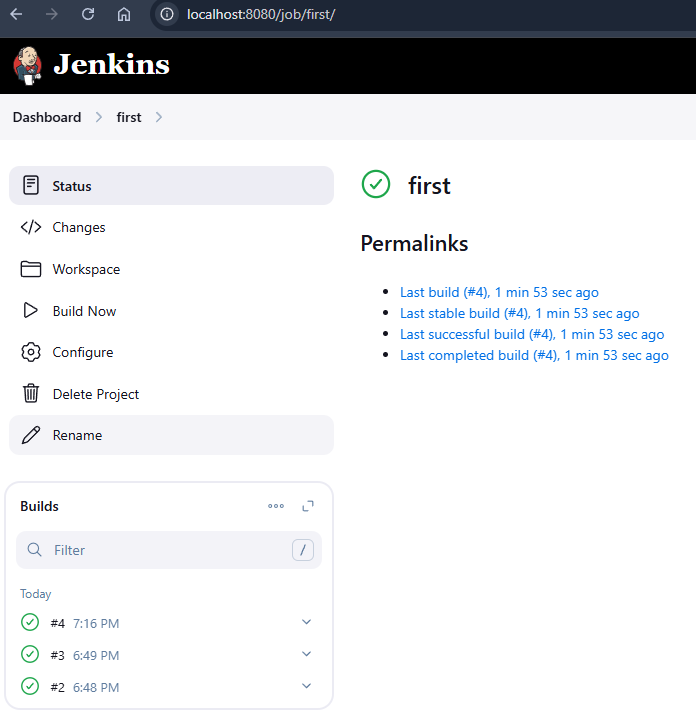 localhost:8080/job/first/
Jenkins
Dashboard > first >
Status
Changes
Workspace
Build Now
Configure
Delete Project
Rename
Builds
Filter /
Today
#4 7:16 PM
#3 6:49 PM
#2 6:48 PM
first
Permalinks
Last build (#4), 1 min 53 sec ago
Last stable build (#4), 1 min 53 sec ago
Last successful build (#4), 1 min 53 sec ago
Last completed build (#4), 1 min 53 sec ago